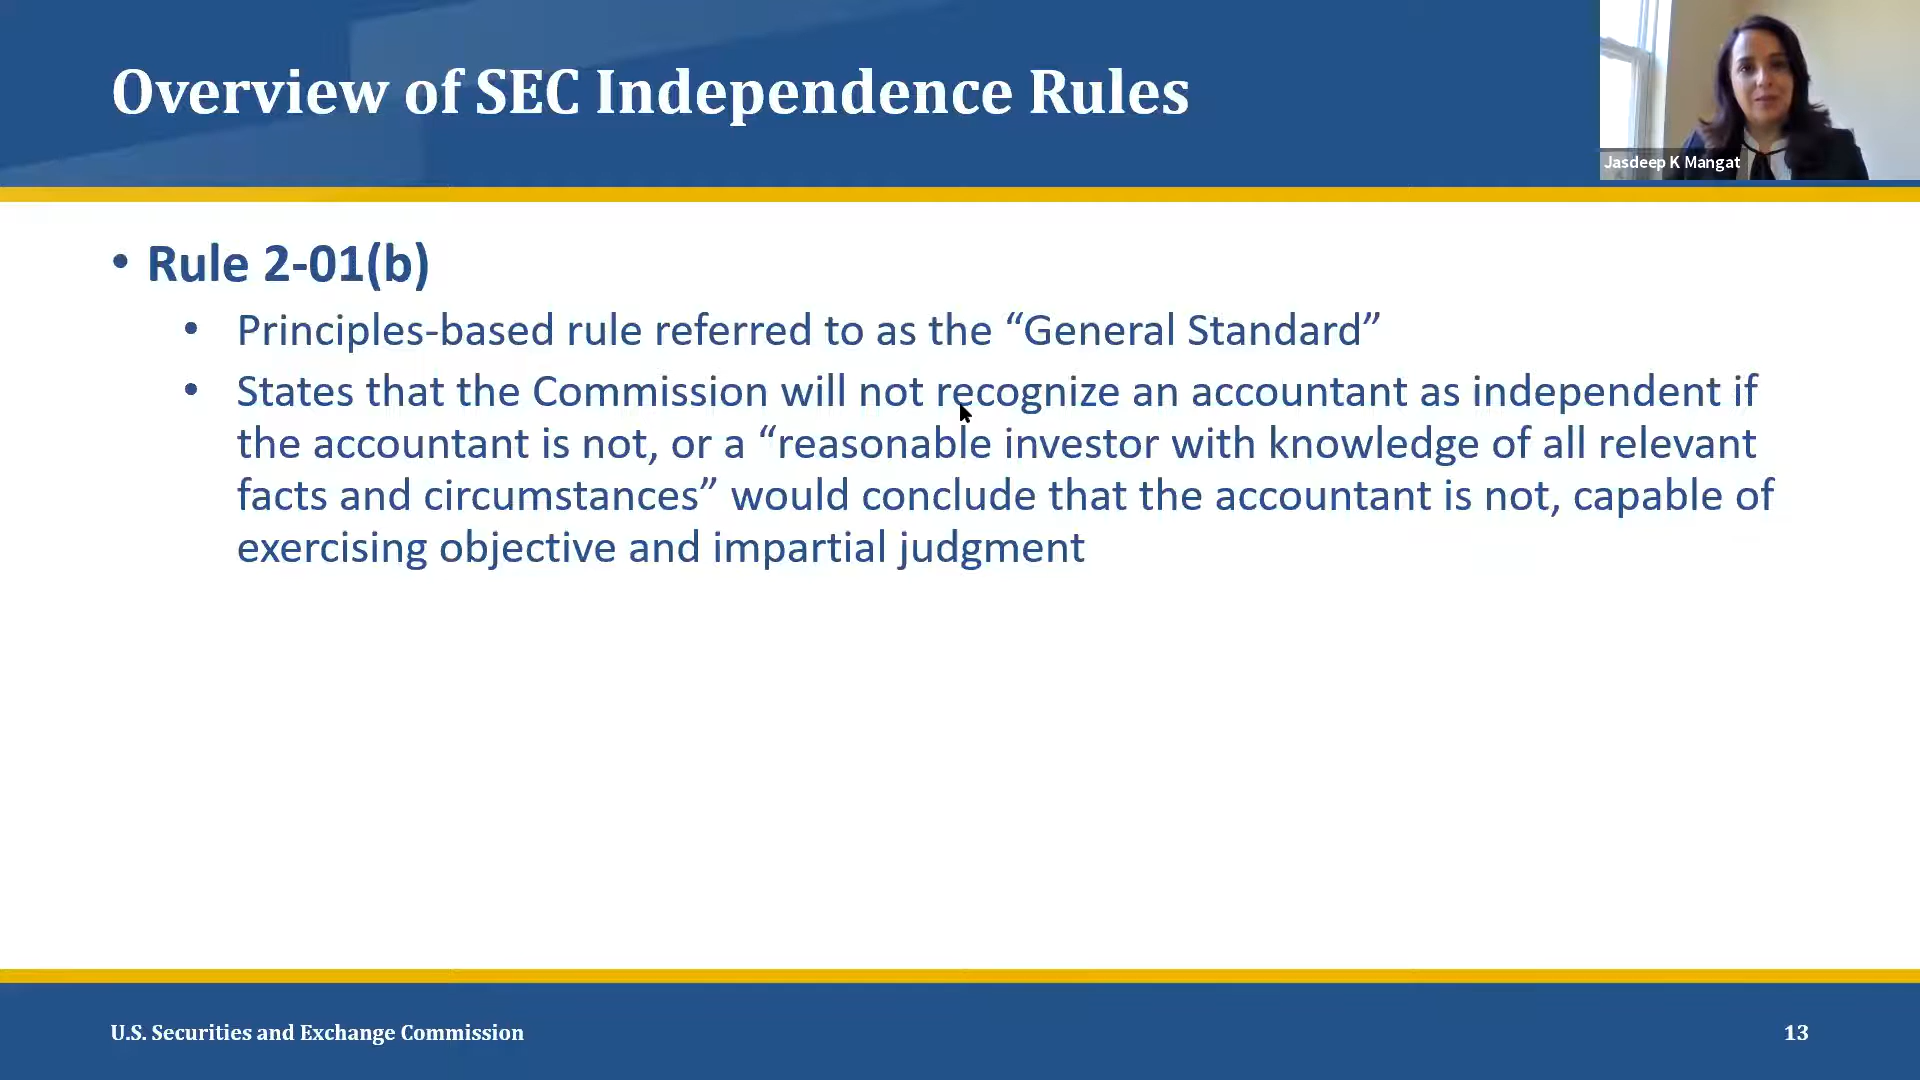 Overview of SEC Independence Rules
Jasdeep K Mangat
• Rule 2-01(b)
• Principles-based rule referred to as the “General Standard”
• States that the Commission will not recognize an accountant as independent if
the accountant is not, or a “reasonable investor with knowledge of all relevant
facts and circumstances” would conclude that the accountant is not, capable of
exercising objective and impartial judgment
U.S. Securities and Exchange Commission
13